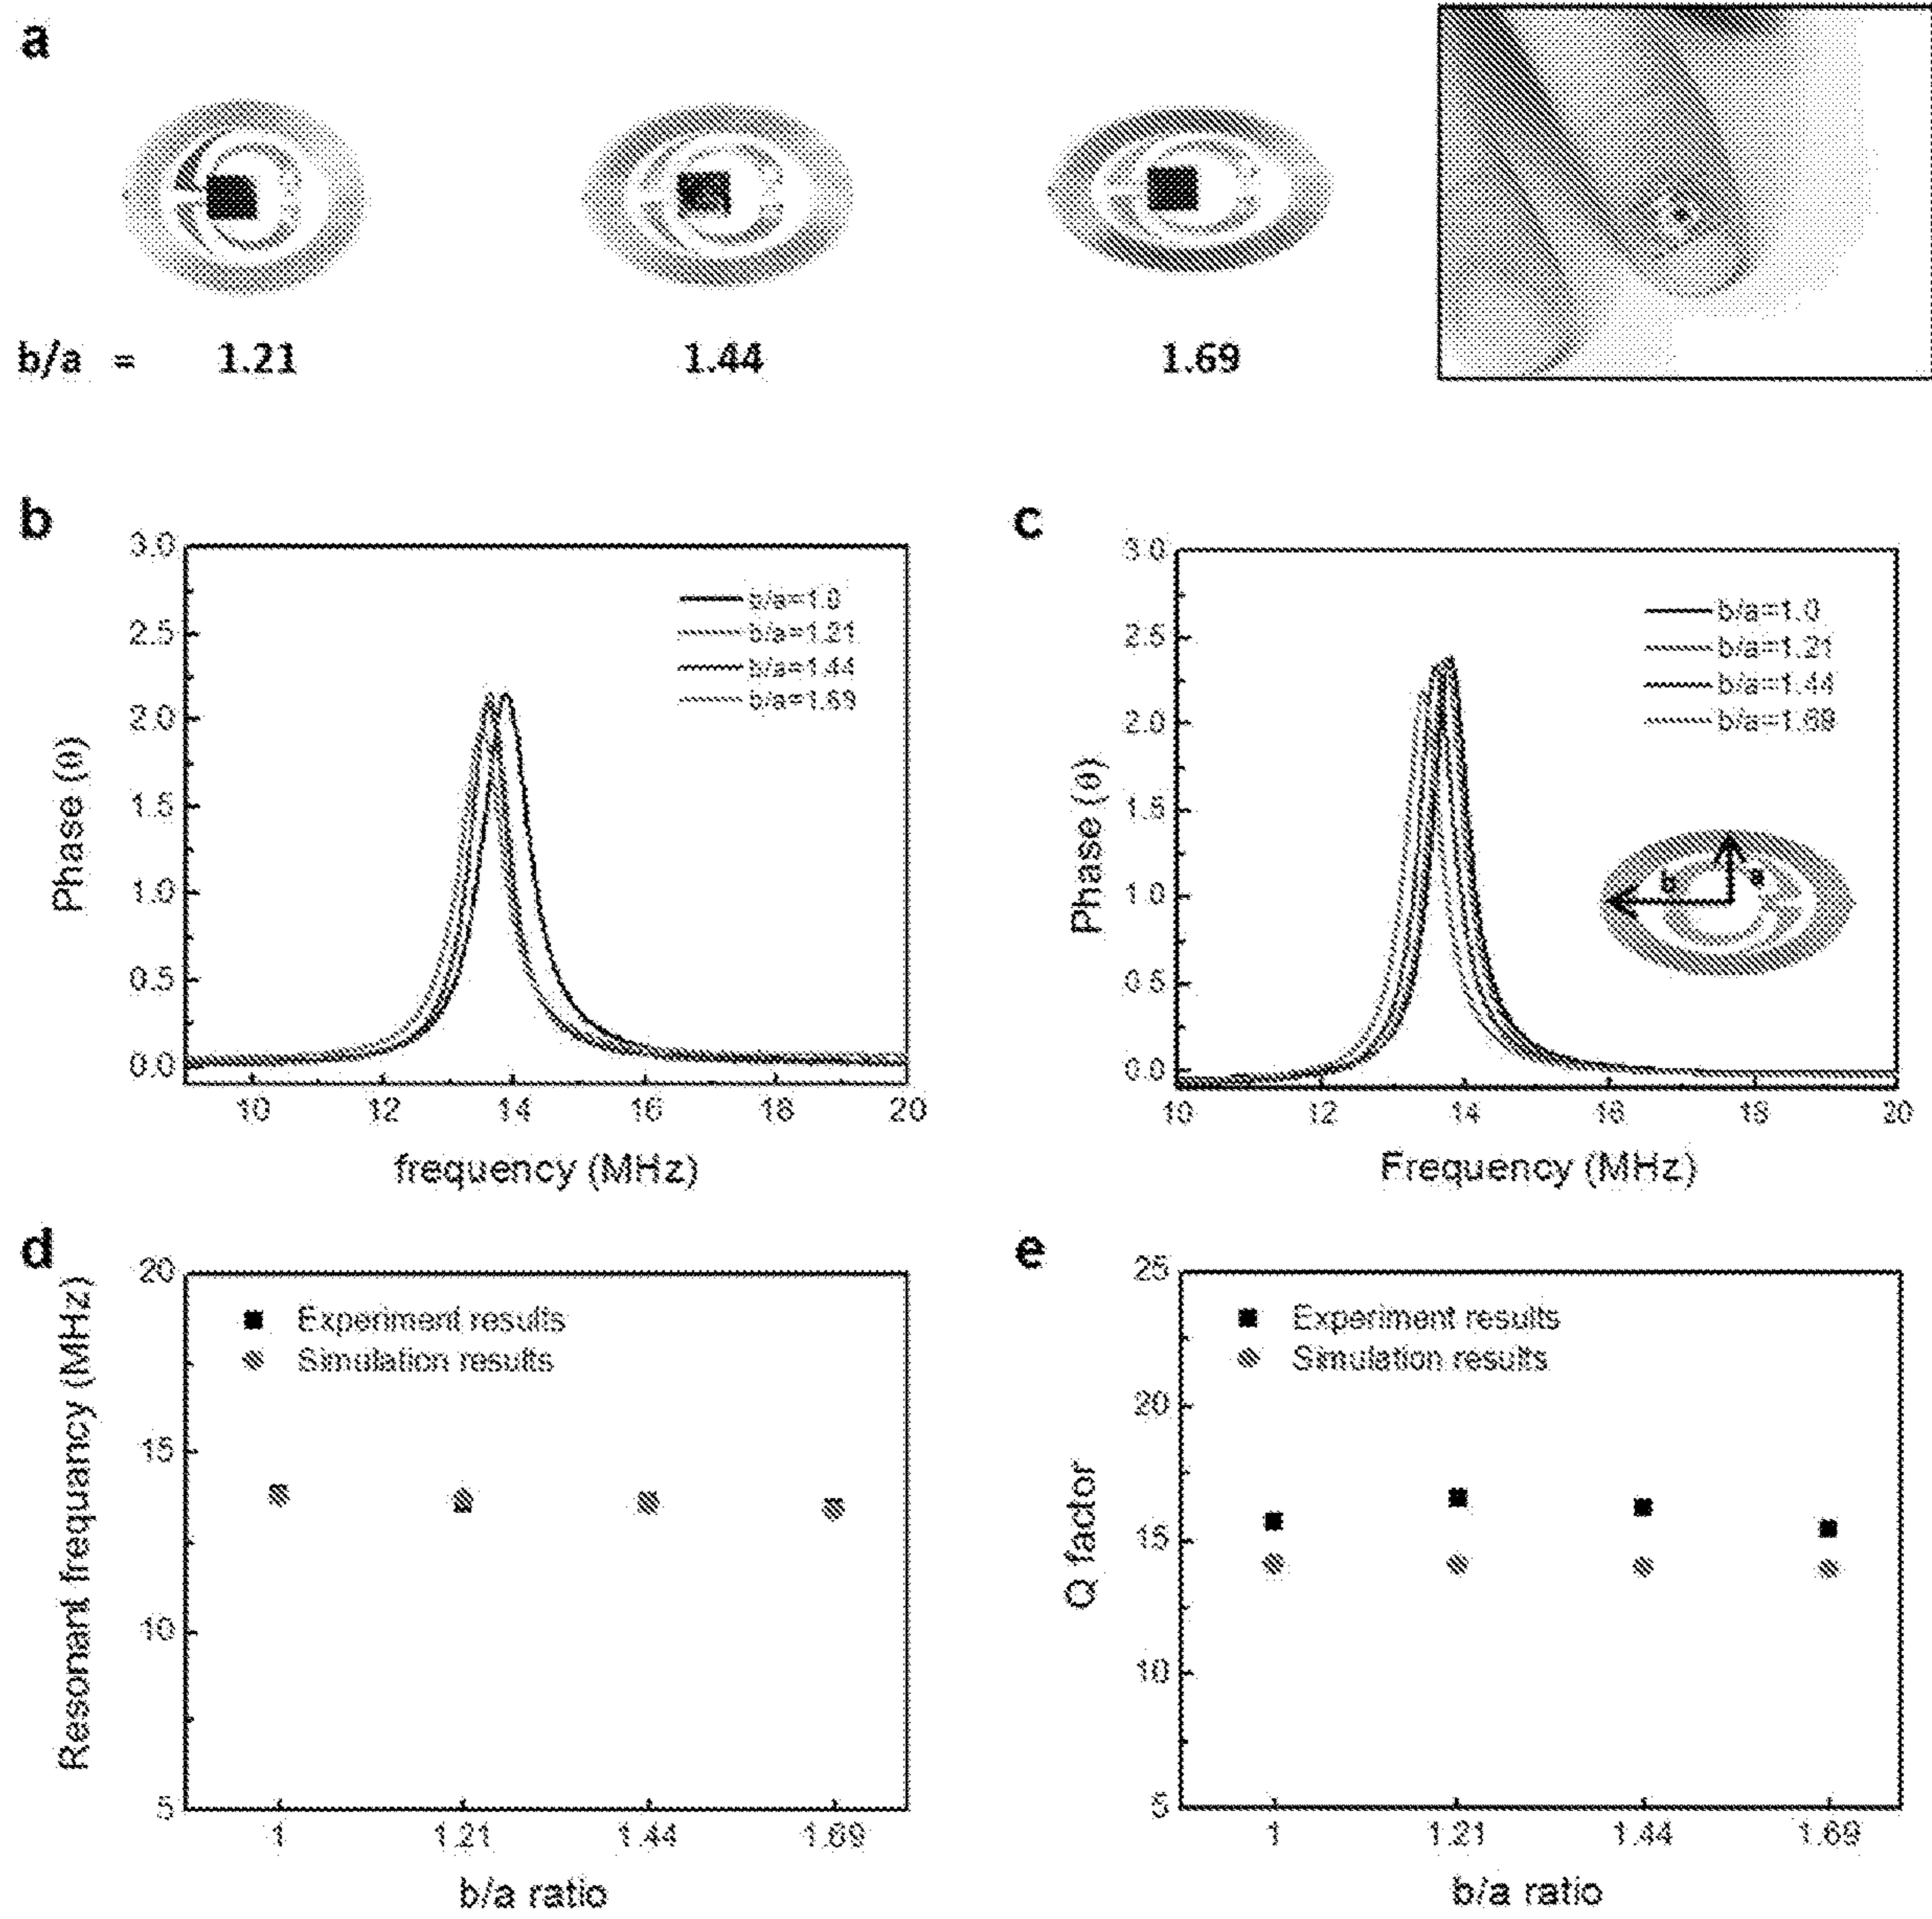 a
b/a = 1.21 1.44 1.69
b
3.0
2.5
2.0
1.5
1.0
0.5
0.0
Phase (θ)
b/a=1.0
b/a=1.21
b/a=1.44
b/a=1.69
10 12 14 16 18 20
frequency (MHz)
c
3.0
2.5
2.0
1.5
1.0
0.5
0.0
Phase (θ)
b/a=1.0
b/a=1.21
b/a=1.44
b/a=1.69
b a
10 12 14 16 18 20
Frequency (MHz)
d
20
15
10
5
Resonant frequancy (MHz)
Experiment results
Simulation results
1 1.21 1.44 1.69
b/a ratio
e
25
20
15
10
5
Q factor
Experiment results
Simulation results
1 1.21 1.44 1.69
b/a ratio